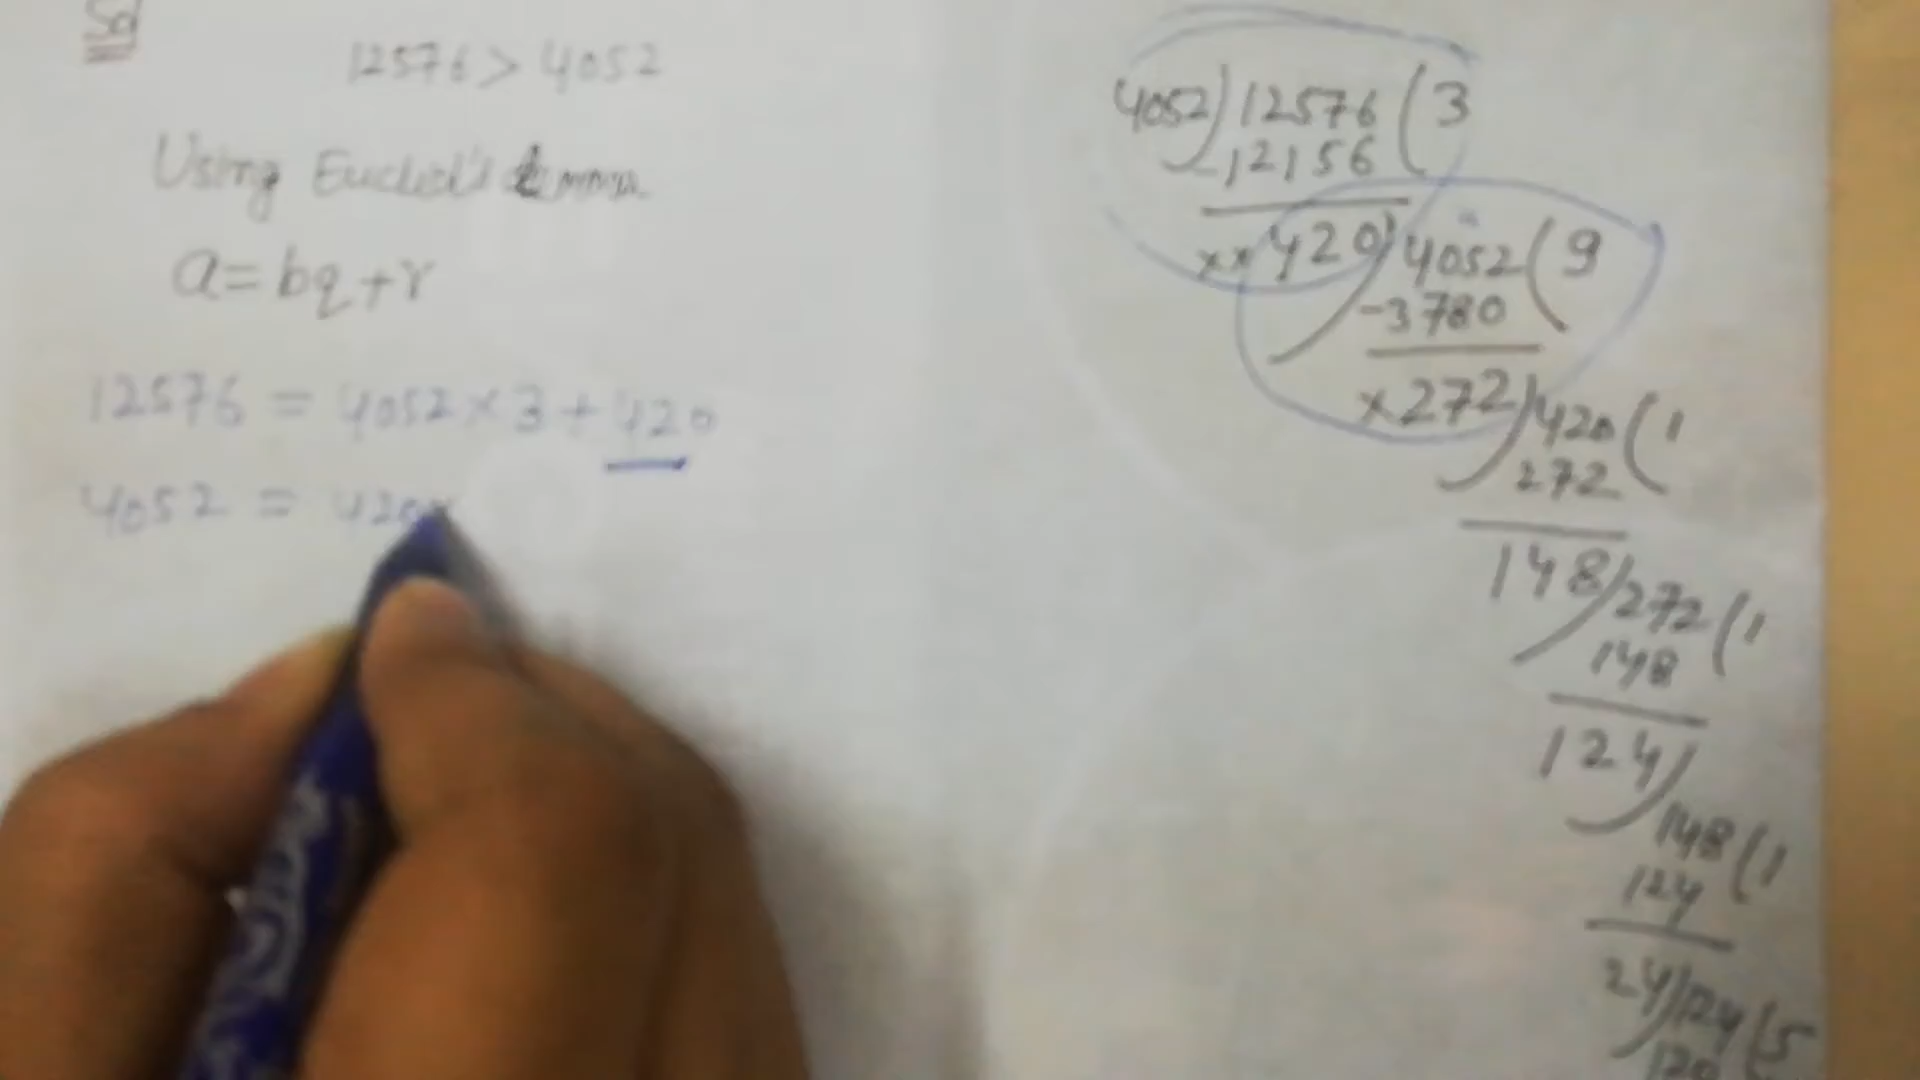 12576 > 4052
Using Euclid's Lemma
a = bq + r
12576 = 4052 × 3 + 420
4052 = 420 ×
4052 ) 12576 ( 3
- 12156
×× 420 ) 4052 ( 9
- 3780
× 272 ) 420 ( 1
272
148 ) 272 ( 1
148
124 )
148 ( 1
124
24 ) 124 ( 5
120